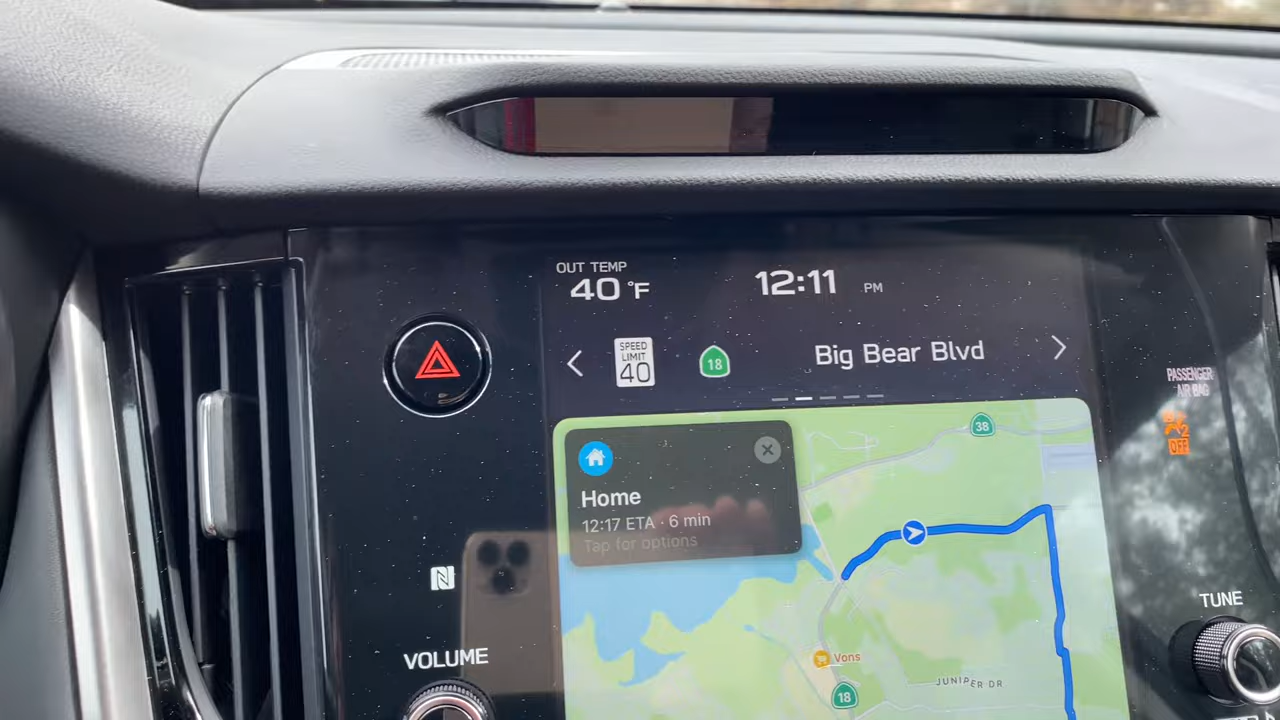 OUT TEMP
40 °F
12:11 PM
SPEED
LIMIT
40
18
Big Bear Blvd
PASSENGER
AIR BAG
2
OFF
38
Home
12:17 ETA · 6 min
Tap for options
Vons
18
JUNIPER DR
VOLUME
TUNE